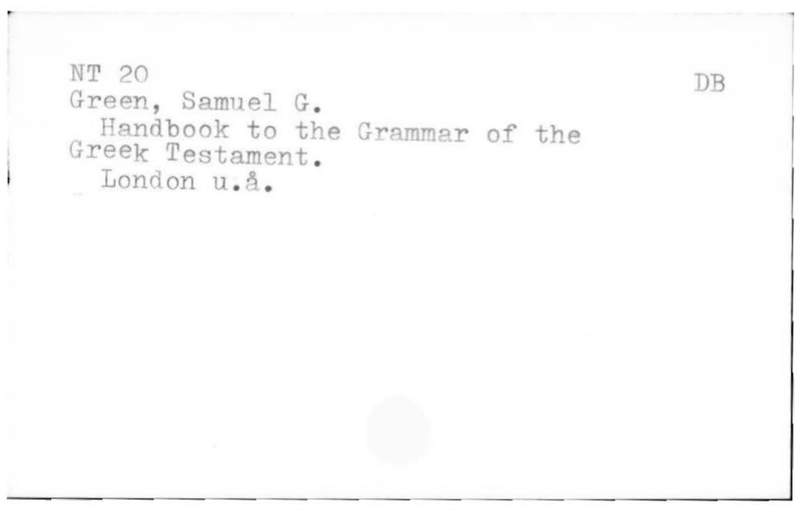 NT 20 DB
Green, Samuel G.
Handbook to the Grammar of the
Greek Testament.
London u.å.